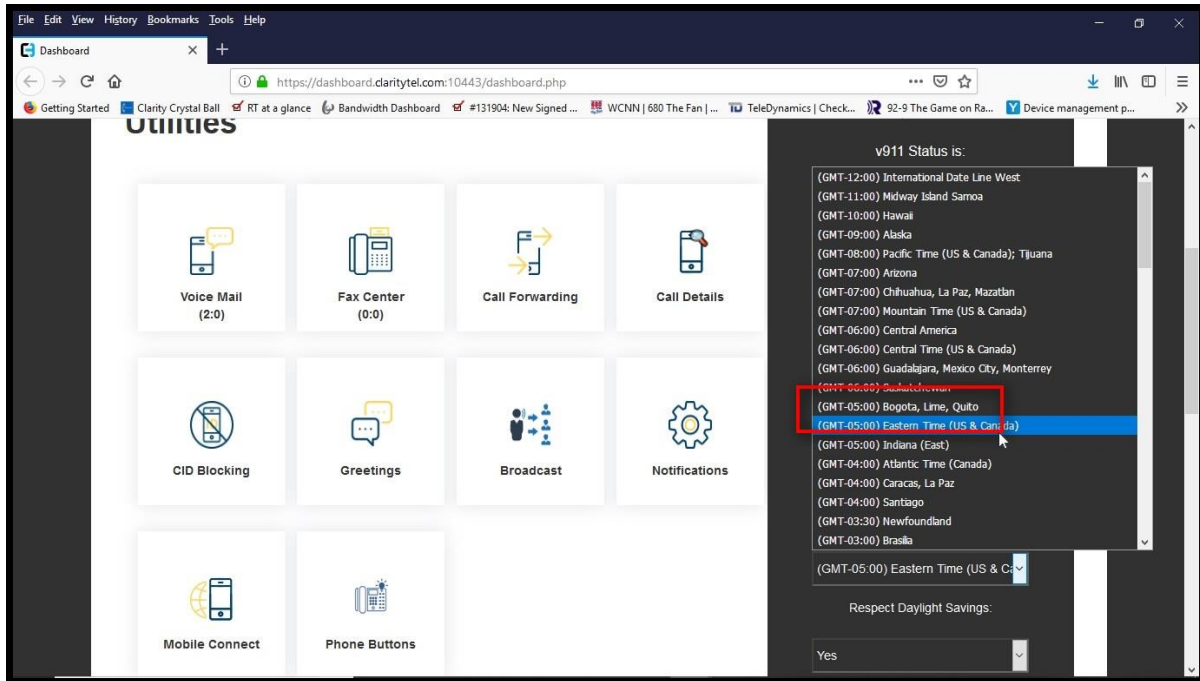 File Edit View History Bookmarks Tools Help
Dashboard
https://dashboard.claritytel.com:10443/dashboard.php
Getting Started Clarity Crystal Ball RT at a glance Bandwidth Dashboard #131904: New Signed ... WCNN | 680 The Fan | ... TeleDynamics | Check... 92-9 The Game on Ra... Device management p...
Utilities
Voice Mail
(2:0)
Fax Center
(0:0)
Call Forwarding
Call Details
CID Blocking
Greetings
Broadcast
Notifications
Mobile Connect
Phone Buttons
v911 Status is:
(GMT-12:00) International Date Line West
(GMT-11:00) Midway Island Samoa
(GMT-10:00) Hawaii
(GMT-09:00) Alaska
(GMT-08:00) Pacific Time (US & Canada); Tijuana
(GMT-07:00) Arizona
(GMT-07:00) Chihuahua, La Paz, Mazatlan
(GMT-07:00) Mountain Time (US & Canada)
(GMT-06:00) Central America
(GMT-06:00) Central Time (US & Canada)
(GMT-06:00) Guadalajara, Mexico City, Monterrey
(GMT-06:00) Saskatchewan
(GMT-05:00) Bogota, Lime, Quito
(GMT-05:00) Eastern Time (US & Canada)
(GMT-05:00) Indiana (East)
(GMT-04:00) Atlantic Time (Canada)
(GMT-04:00) Caracas, La Paz
(GMT-04:00) Santiago
(GMT-03:30) Newfoundland
(GMT-03:00) Brasilia
(GMT-05:00) Eastern Time (US & Ca
Respect Daylight Savings:
Yes